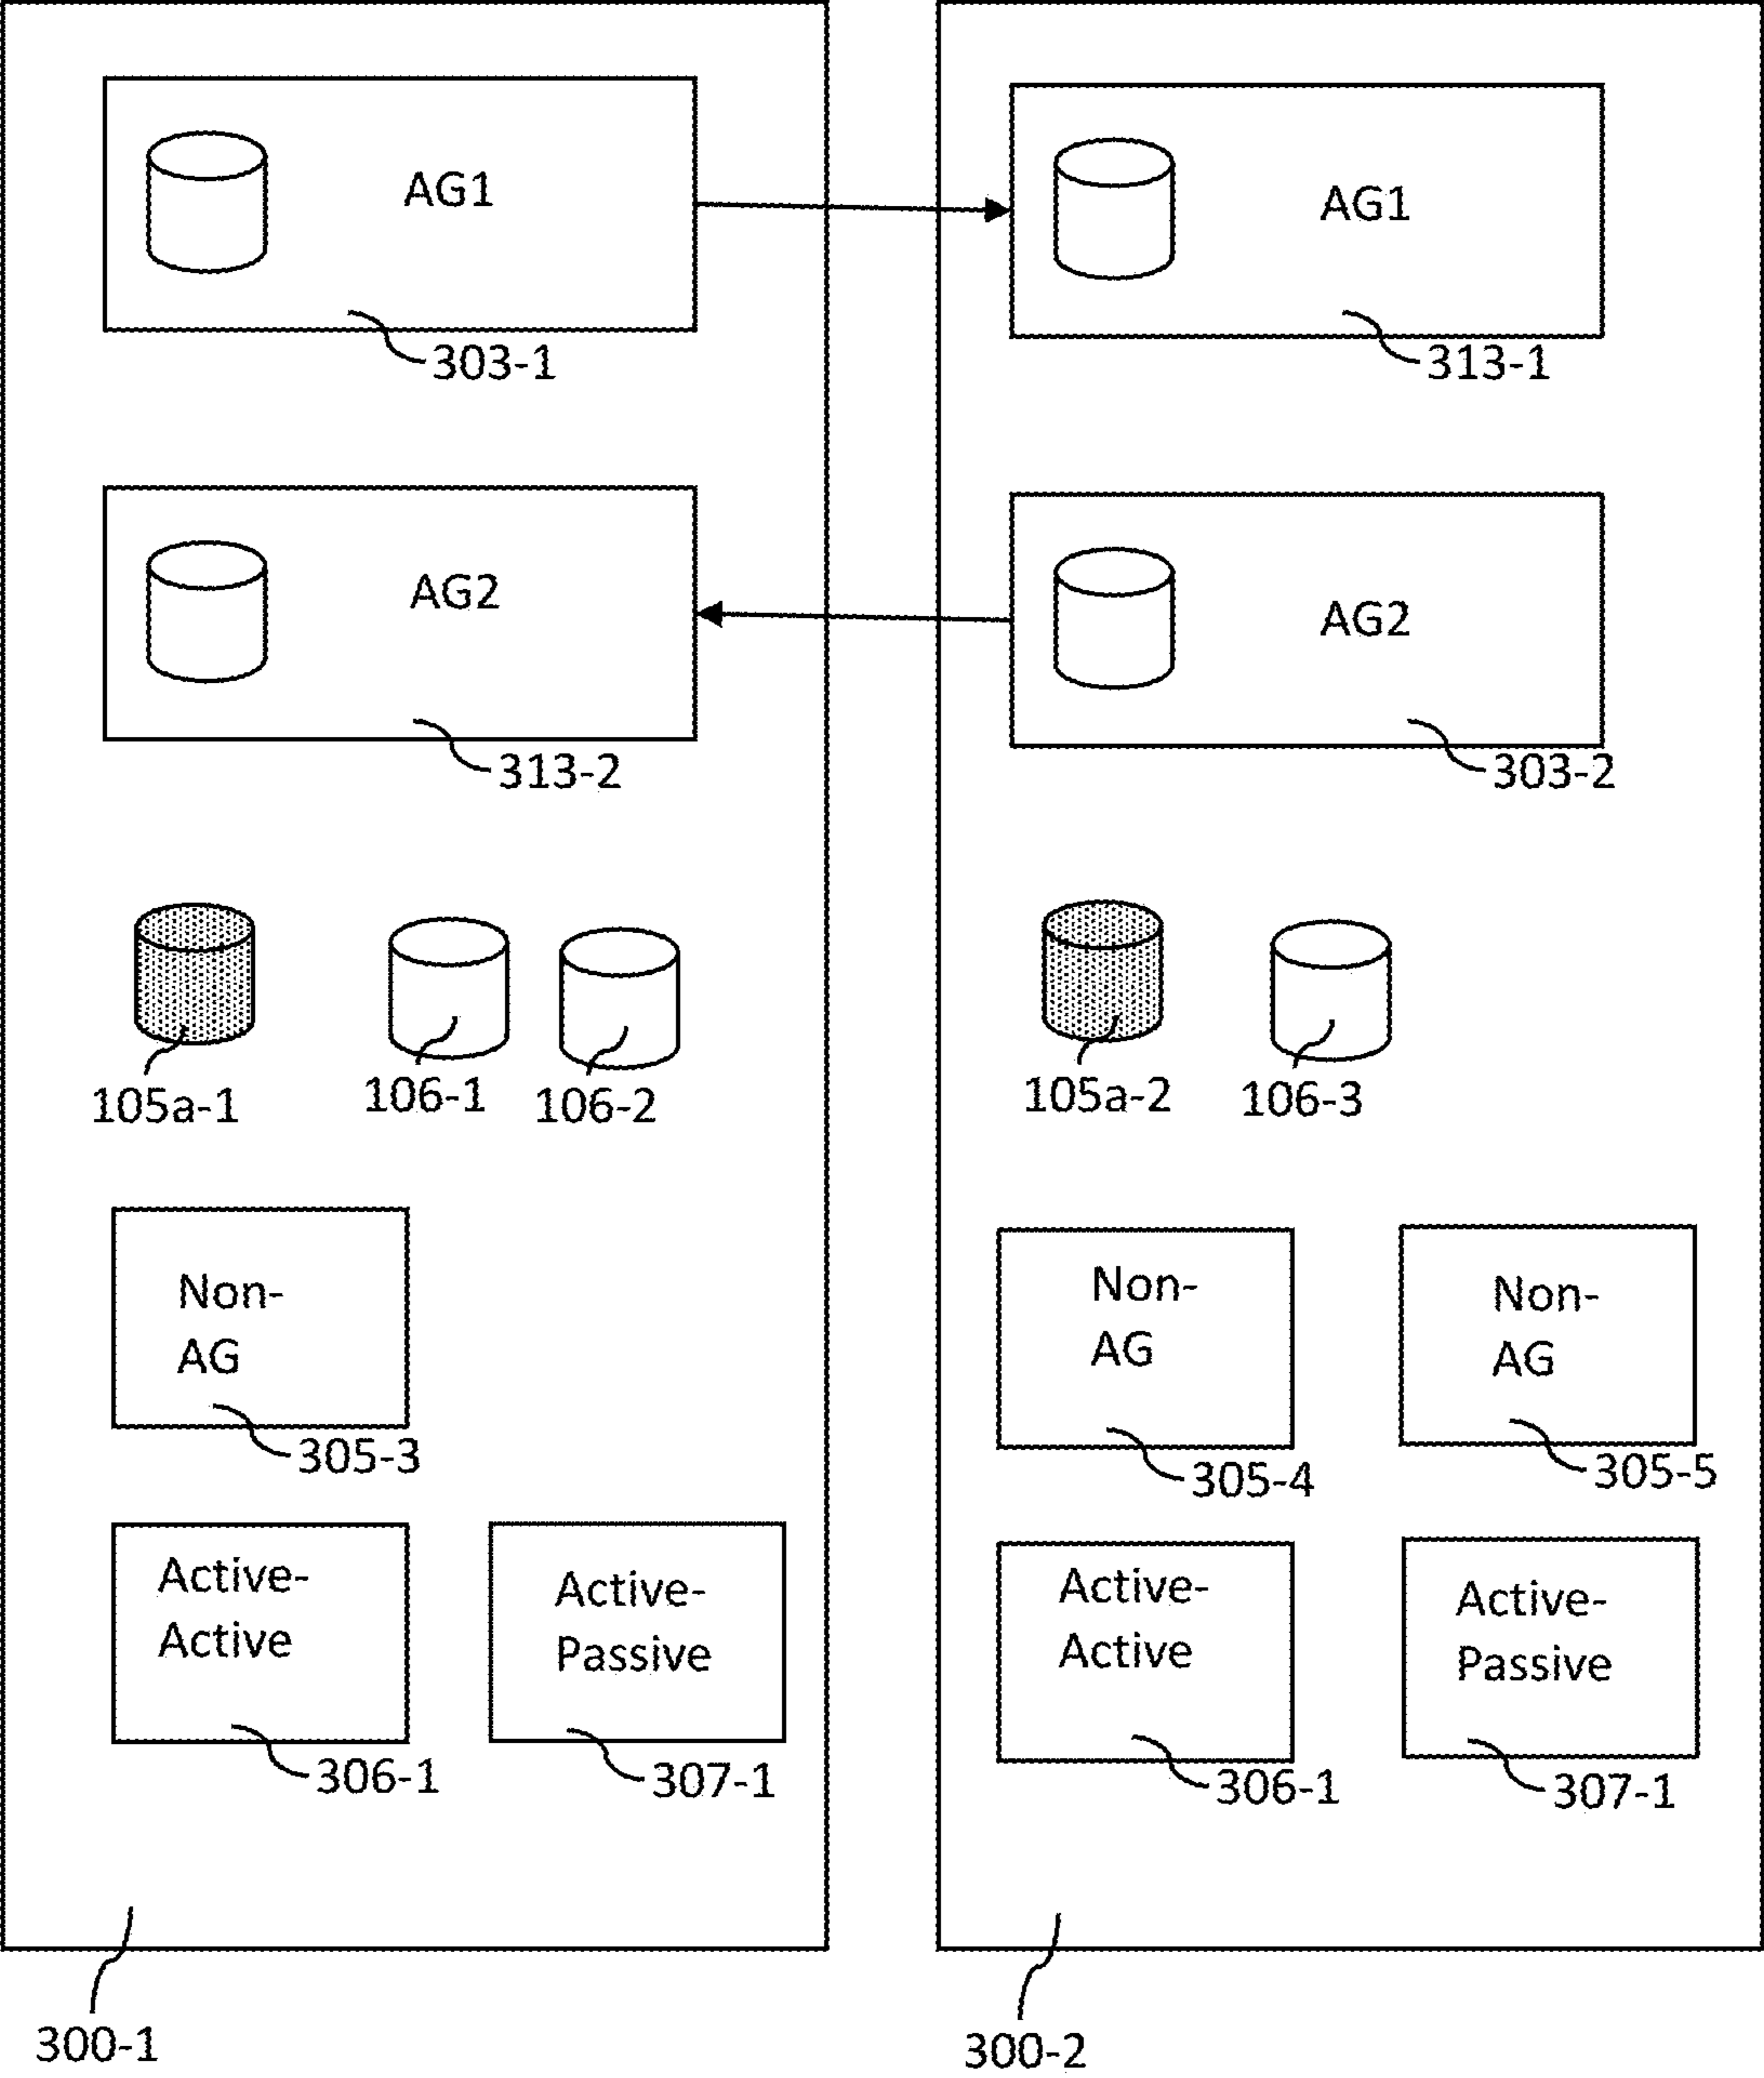 AG1
303-1
AG2
313-2
105a-1
106-1
106-2
Non-
AG
305-3
Active-
Active
306-1
Active-
Passive
307-1
300-1
AG1
313-1
AG2
303-2
105a-2
106-3
Non-
AG
305-4
Non-
AG
305-5
Active-
Active
306-1
Active-
Passive
307-1
300-2